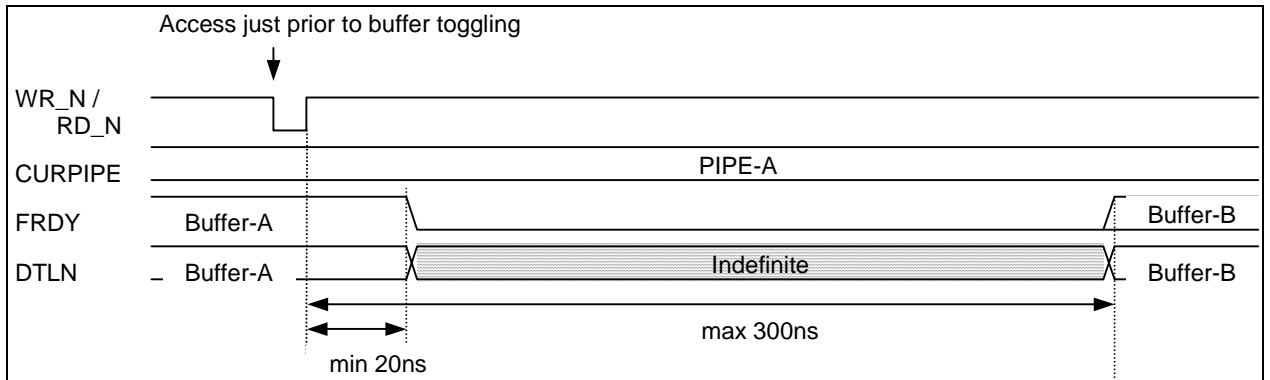 Access just prior to buffer toggling
WR_N /
RD_N
PIPE-A
CURPIPE
FRDY
Buffer-A
Buffer-B
DTLN
Buffer-A
Indefinite
Buffer-B
max 300ns
min 20ns